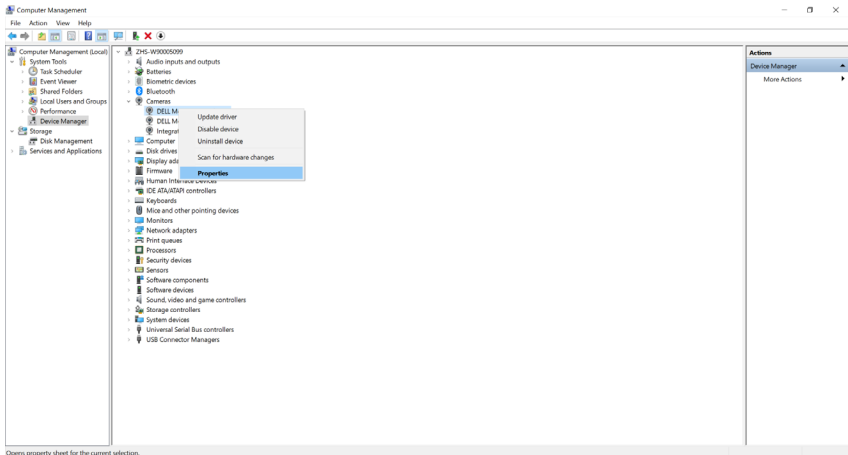 Computer Management
File Action View Help
Computer Management (Local)
System Tools
Task Scheduler
Event Viewer
Shared Folders
Local Users and Groups
Performance
Device Manager
Storage
Disk Management
Services and Applications
ZHS-W90005099
Audio inputs and outputs
Batteries
Biometric devices
Bluetooth
Cameras
DELL M
DELL M
Integrat
Computer
Disk drives
Display ada
Firmware
Human Interface Devices
IDE ATA/ATAPI controllers
Keyboards
Mice and other pointing devices
Monitors
Network adapters
Print queues
Processors
Security devices
Sensors
Software components
Software devices
Sound, video and game controllers
Storage controllers
System devices
Universal Serial Bus controllers
USB Connector Managers
Update driver
Disable device
Uninstall device
Scan for hardware changes
Properties
Actions
Device Manager
More Actions
Opens property sheet for the current selection.